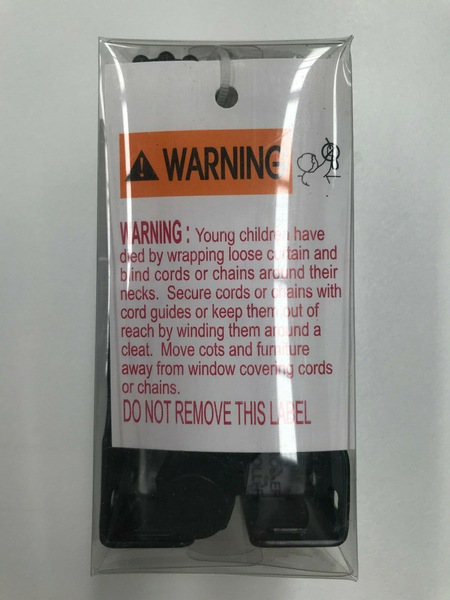 WARNING
WARNING : Young children have
died by wrapping loose curtain and
blind cords or chains around their
necks. Secure cords or chains with
cord guides or keep them out of
reach by winding them around a
cleat. Move cots and furniture
away from window covering cords
or chains.
DO NOT REMOVE THIS LABEL